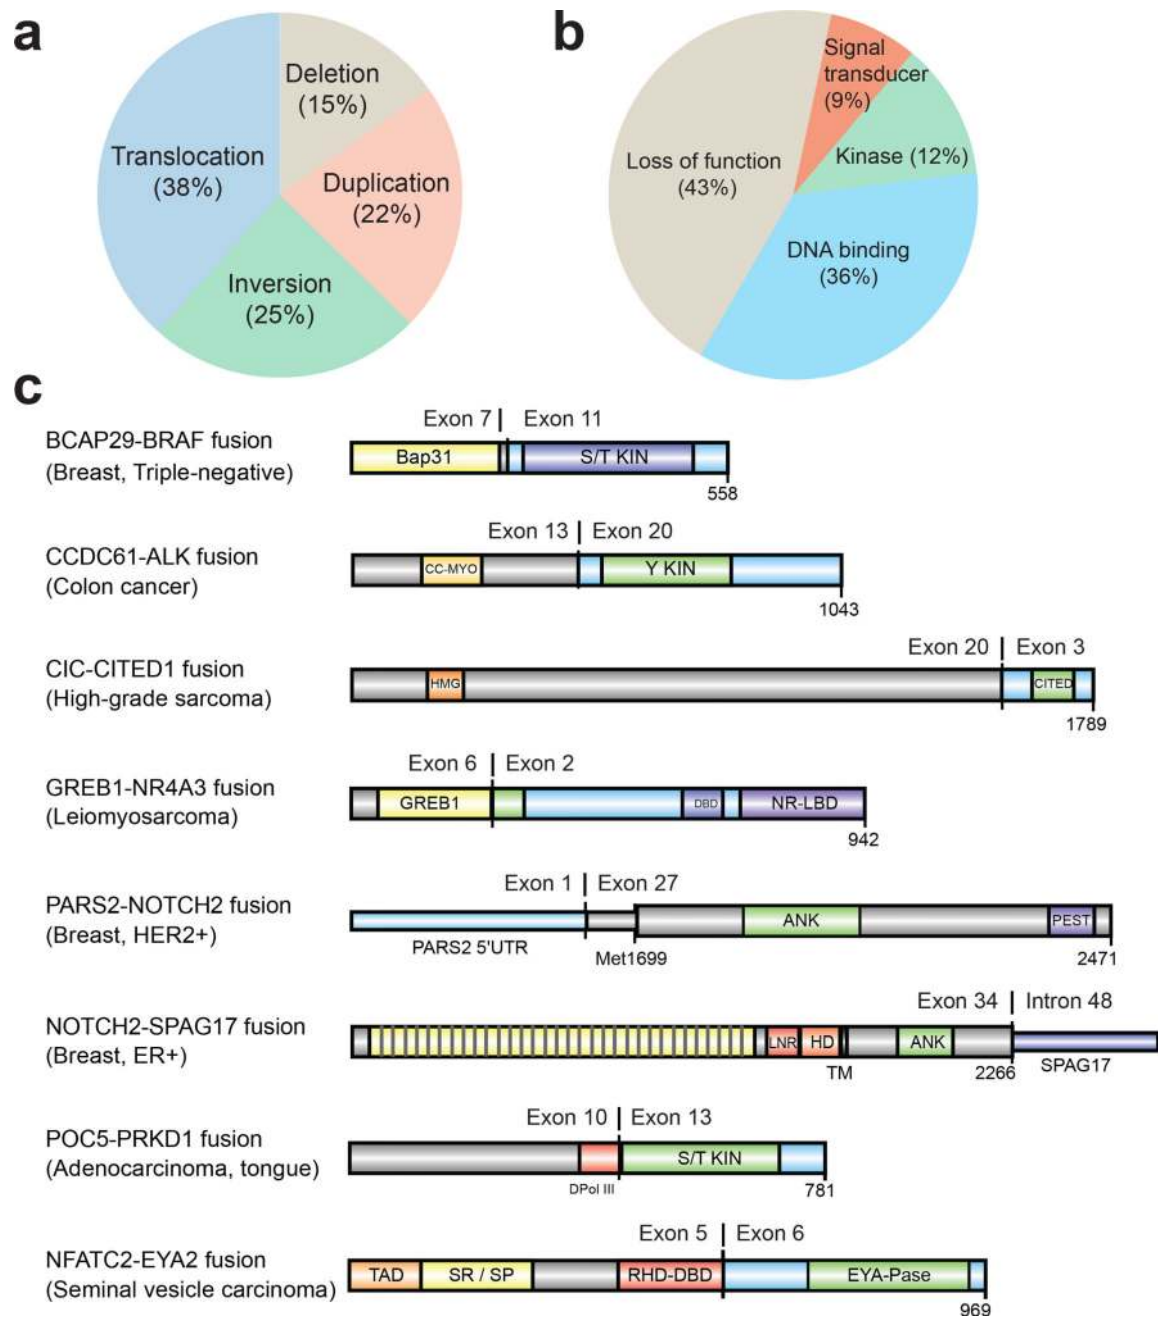 a
Deletion
(15%)
Translocation
(38%)
Duplication
(22%)
Inversion
(25%)
b
Signal
transducer
(9%)
Kinase (12%)
Loss of function
(43%)
DNA binding
(36%)
c
BCAP29-BRAF fusion
(Breast, Triple-negative)
Exon 7 | Exon 11
Bap31 S/T KIN
558
CCDC61-ALK fusion
(Colon cancer)
Exon 13 | Exon 20
CC-MYO Y KIN
1043
CIC-CITED1 fusion
(High-grade sarcoma)
Exon 20 | Exon 3
HMG CITED
1789
GREB1-NR4A3 fusion
(Leiomyosarcoma)
Exon 6 | Exon 2
GREB1 DBD NR-LBD
942
PARS2-NOTCH2 fusion
(Breast, HER2+)
Exon 1 | Exon 27
ANK PEST
PARS2 5'UTR Met1699 2471
NOTCH2-SPAG17 fusion
(Breast, ER+)
Exon 34 | Intron 48
LNR HD ANK
TM 2266 SPAG17
POC5-PRKD1 fusion
(Adenocarcinoma, tongue)
Exon 10 | Exon 13
S/T KIN
DPol III 781
NFATC2-EYA2 fusion
(Seminal vesicle carcinoma)
Exon 5 | Exon 6
TAD SR / SP RHD-DBD EYA-Pase
969